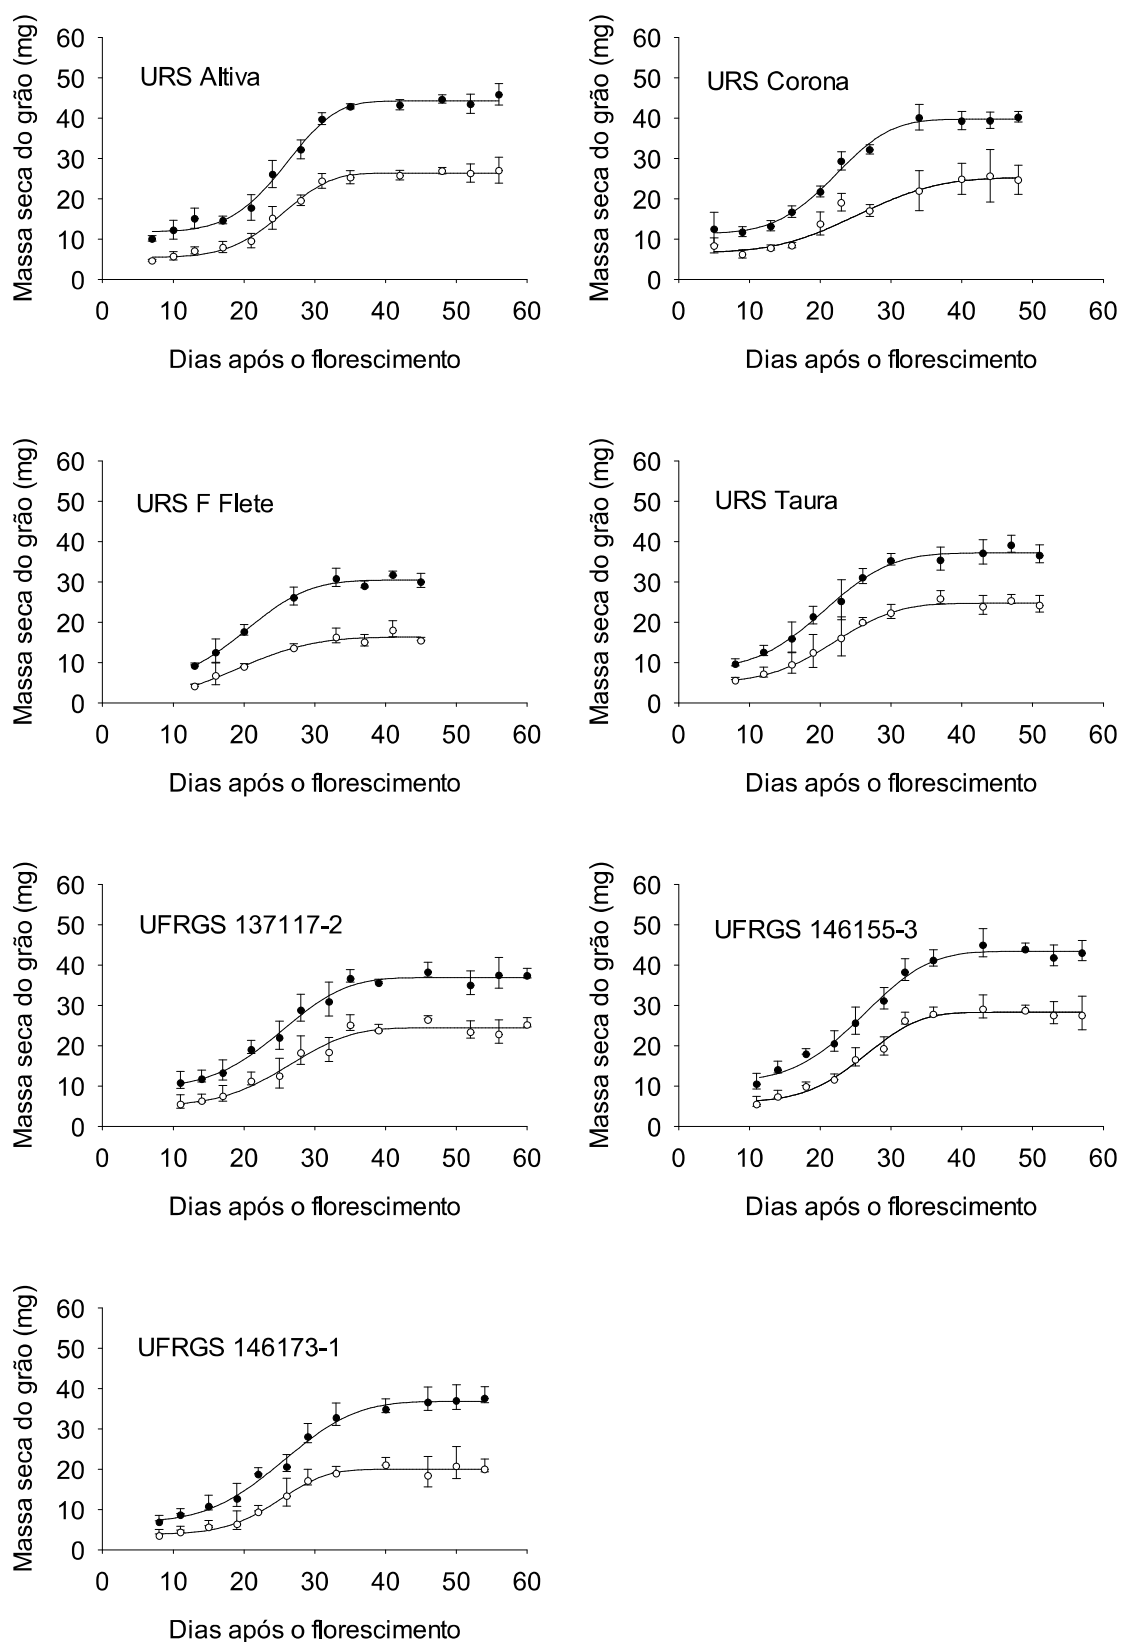 Massa seca do grão (mg)
60
50
40
30
20
10
0
URS Altiva
0 10 20 30 40 50 60
Dias após o florescimento
Massa seca do grão (mg)
60
50
40
30
20
10
0
URS Corona
0 10 20 30 40 50 60
Dias após o florescimento
Massa seca do grão (mg)
60
50
40
30
20
10
0
URS F Flete
0 10 20 30 40 50 60
Dias após o florescimento
Massa seca do grão (mg)
60
50
40
30
20
10
0
URS Taura
0 10 20 30 40 50 60
Dias após o florescimento
Massa seca do grão (mg)
60
50
40
30
20
10
0
UFRGS 137117-2
0 10 20 30 40 50 60
Dias após o florescimento
Massa seca do grão (mg)
60
50
40
30
20
10
0
UFRGS 146155-3
0 10 20 30 40 50 60
Dias após o florescimento
Massa seca do grão (mg)
60
50
40
30
20
10
0
UFRGS 146173-1
0 10 20 30 40 50 60
Dias após o florescimento